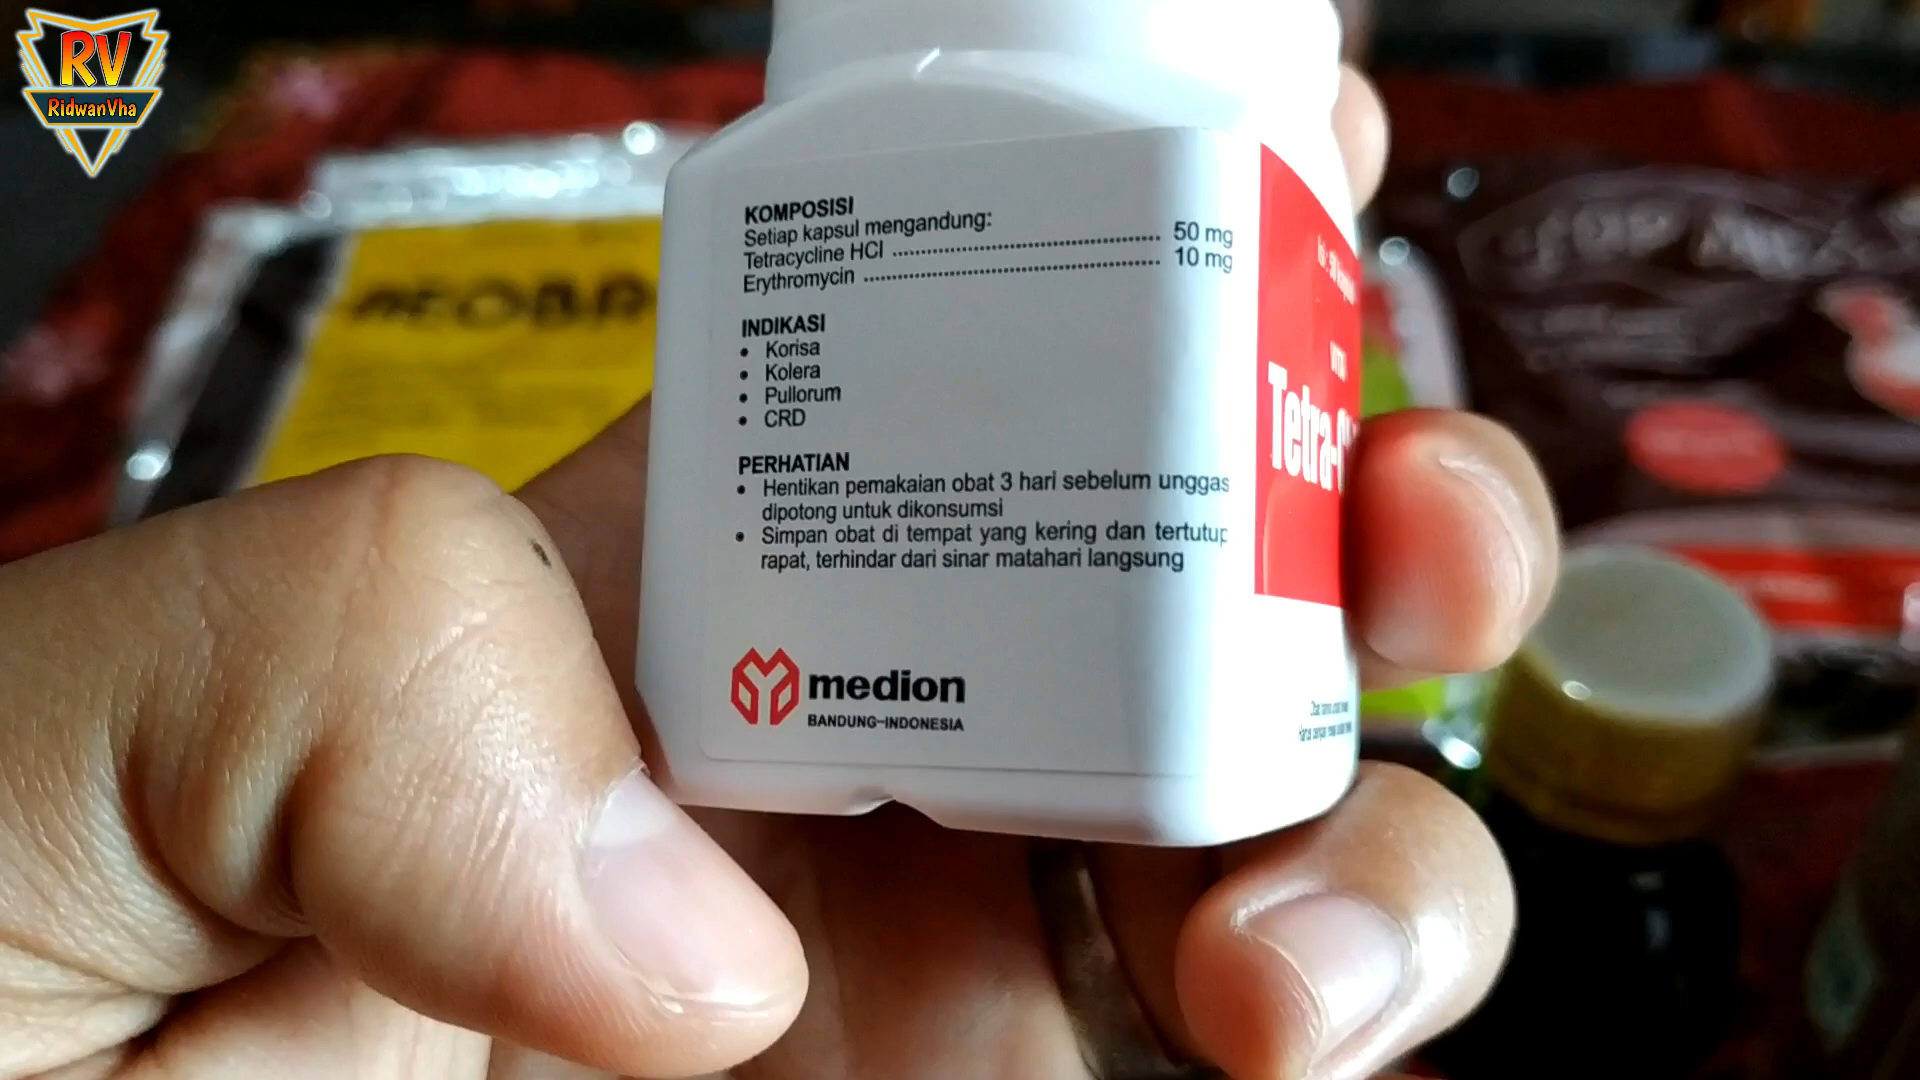 RV
RidwanVha
KOMPOSISI
Setiap kapsul mengandung:
Tetracycline HCl ........................................ 50 mg
Erythromycin ............................................. 10 mg
INDIKASI
• Korisa
• Kolera
• Pullorum
• CRD
PERHATIAN
• Hentikan pemakaian obat 3 hari sebelum unggas
dipotong untuk dikonsumsi
• Simpan obat di tempat yang kering dan tertutup
rapat, terhindar dari sinar matahari langsung
medion
BANDUNG-INDONESIA
Tetra-